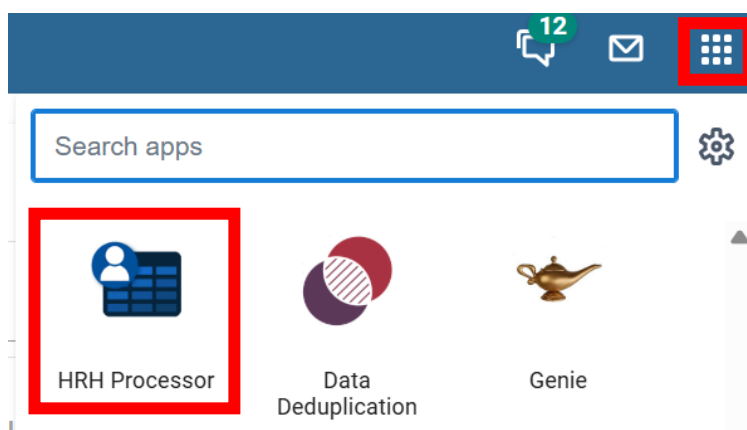 12
Search apps
HRH Processor
Data
Deduplication
Genie